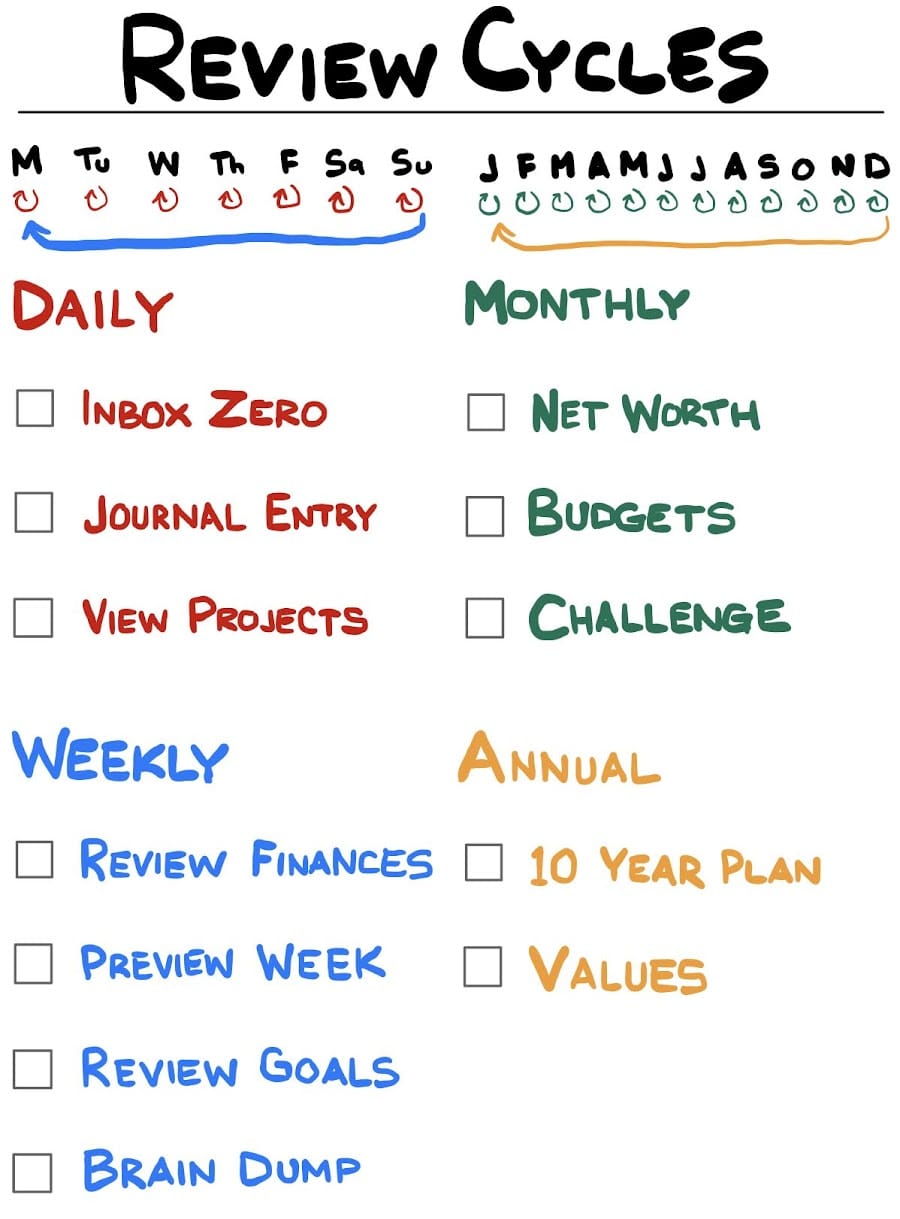 REVIEW CYCLES
M Tu W Th F Sa Su
J F M A M J J A S O N D
DAILY
INBOX ZERO
JOURNAL ENTRY
VIEW PROJECTS
MONTHLY
NET WORTH
BUDGETS
CHALLENGE
WEEKLY
REVIEW FINANCES
PREVIEW WEEK
REVIEW GOALS
BRAIN DUMP
ANNUAL
10 YEAR PLAN
VALUES